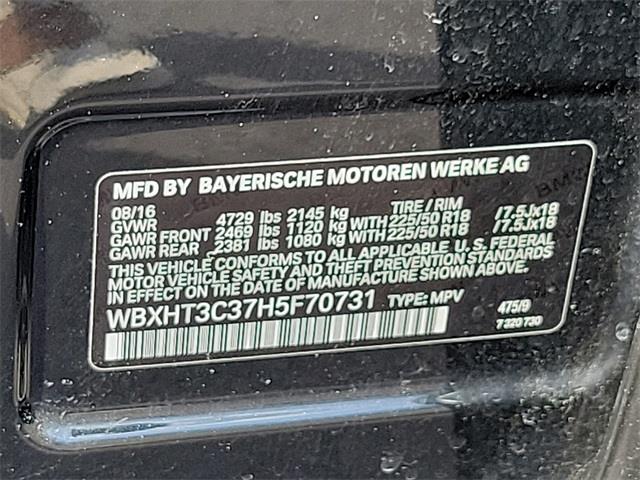 MFD BY BAYERISCHE MOTOREN WERKE AG
08/16 TIRE / RIM
GVWR 4729 lbs 2145 kg
GAWR FRONT 2469 lbs 1120 kg WITH 225/50 R18 /7.5Jx18
GAWR REAR 2381 lbs 1080 kg WITH 225/50 R18 /7.5Jx18
THIS VEHICLE CONFORMS TO ALL APPLICABLE U.S. FEDERAL
MOTOR VEHICLE SAFETY AND THEFT PREVENTION STANDARDS
IN EFFECT ON THE DATE OF MANUFACTURE SHOWN ABOVE.
WBXHT3C37H5F70731 TYPE: MPV 475/9
7 320 730